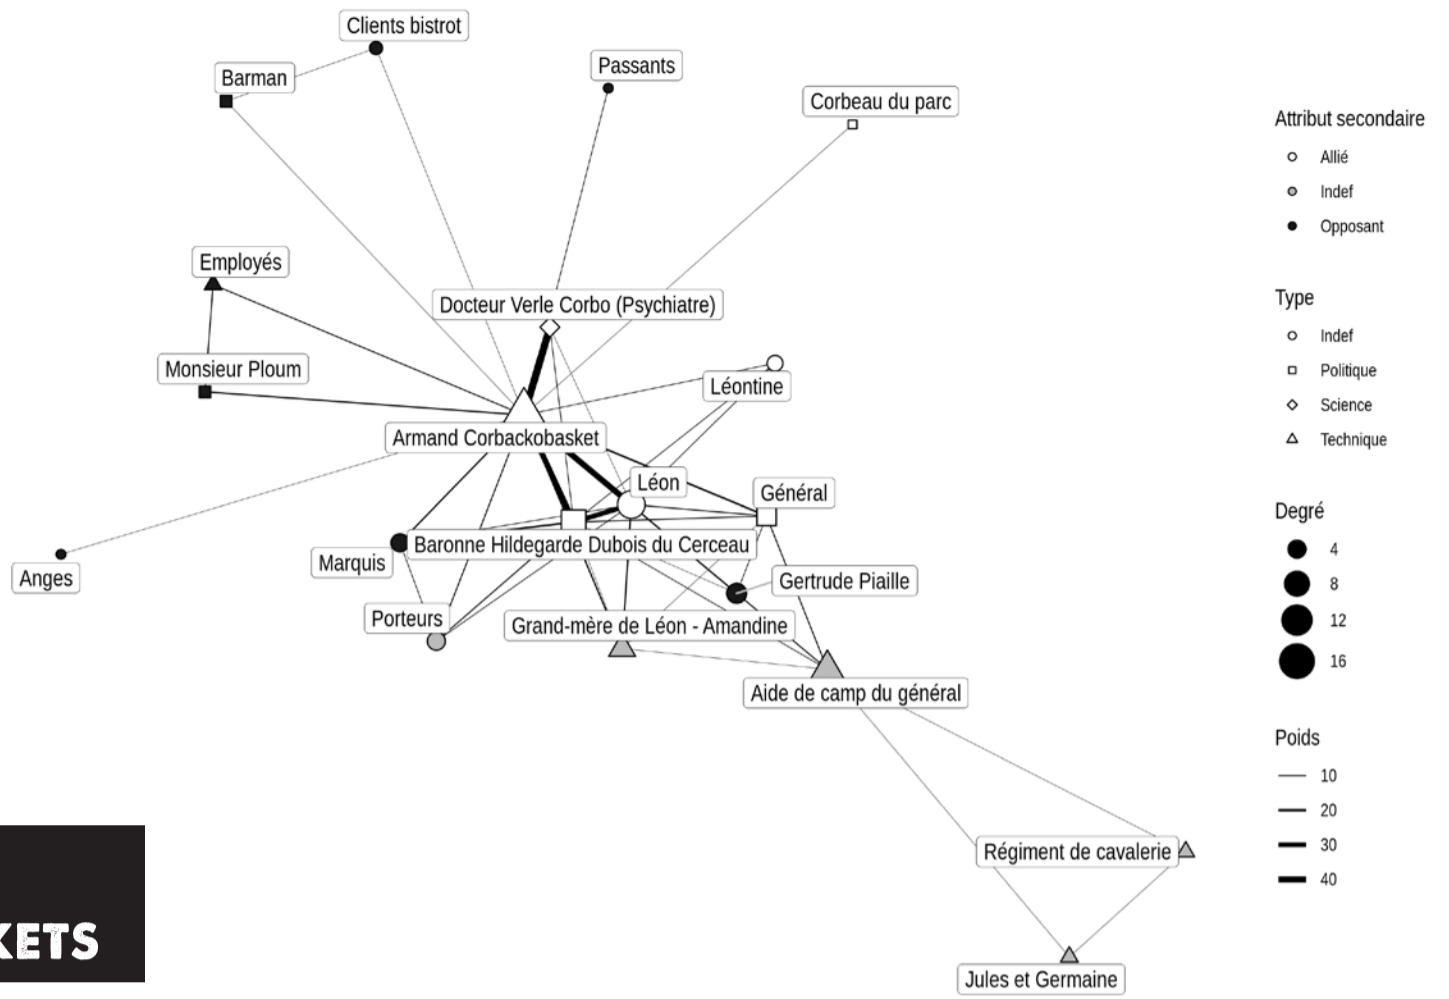 Clients bistrot
Barman
Passants
Corbeau du parc
Employés
Docteur Verle Corbo (Psychiatre)
Monsieur Ploum
Léontine
Armand Corbackobasket
Léon
Général
Baronne Hildegarde Dubois du Cerceau
Marquis
Anges
Gertrude Piaille
Porteurs
Grand-mère de Léon - Amandine
Aide de camp du général
Régiment de cavalerie
Jules et Germaine
Attribut secondaire
Allié
Indef
Opposant
Type
Indef
Politique
Science
Technique
Degré
4
8
12
16
Poids
10
20
30
40
KETS